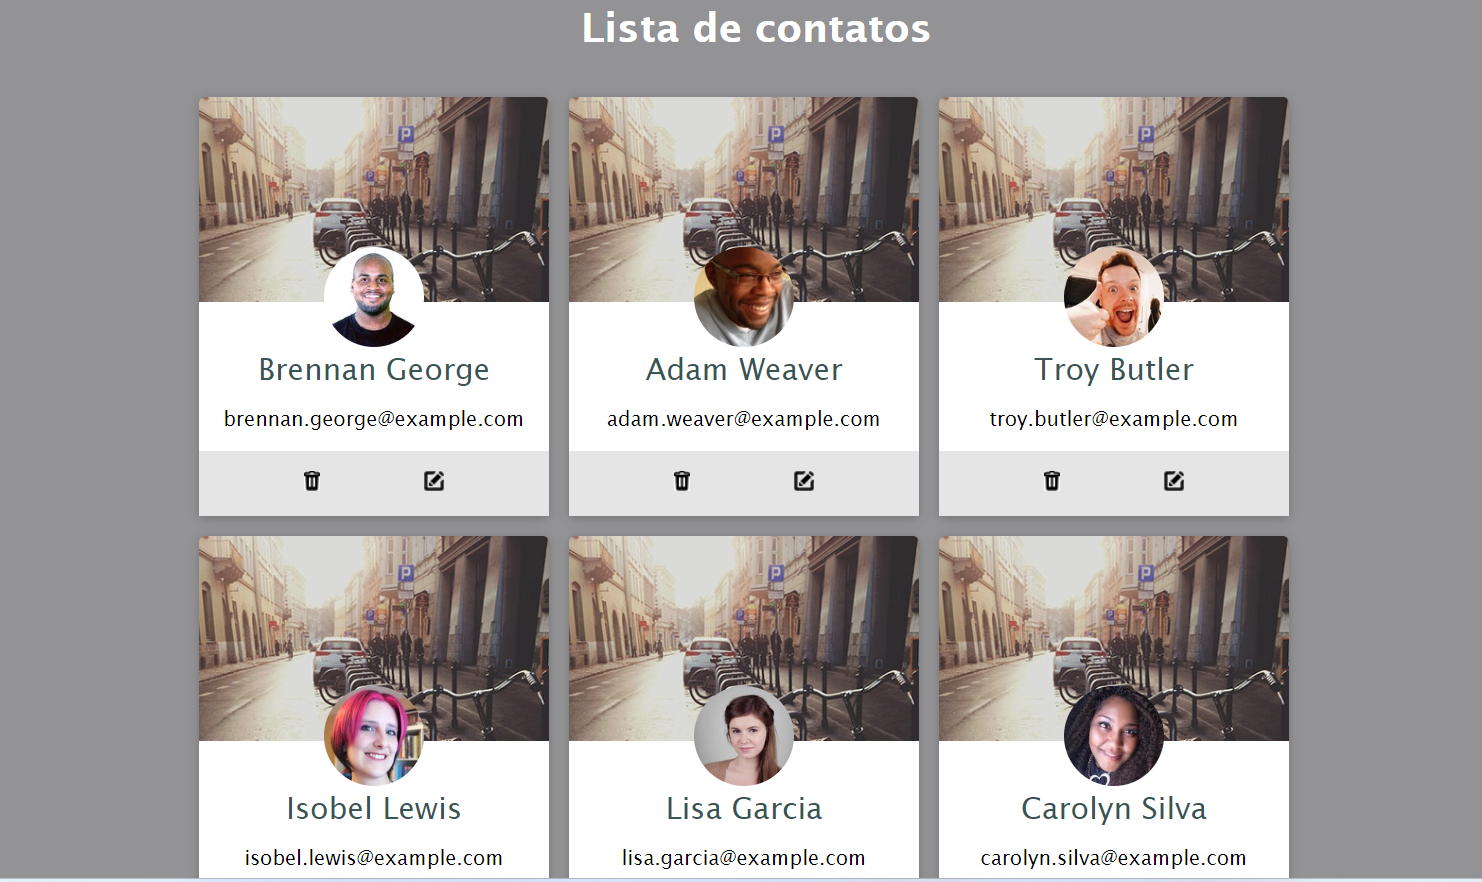 Lista de contatos
P
P
P
Brennan George
Adam Weaver
Troy Butler
brennan.george@example.com
adam.weaver@example.com
troy.butler@example.com
P
P
P
Isobel Lewis
Lisa Garcia
Carolyn Silva
isobel.lewis@example.com
lisa.garcia@example.com
carolyn.silva@example.com